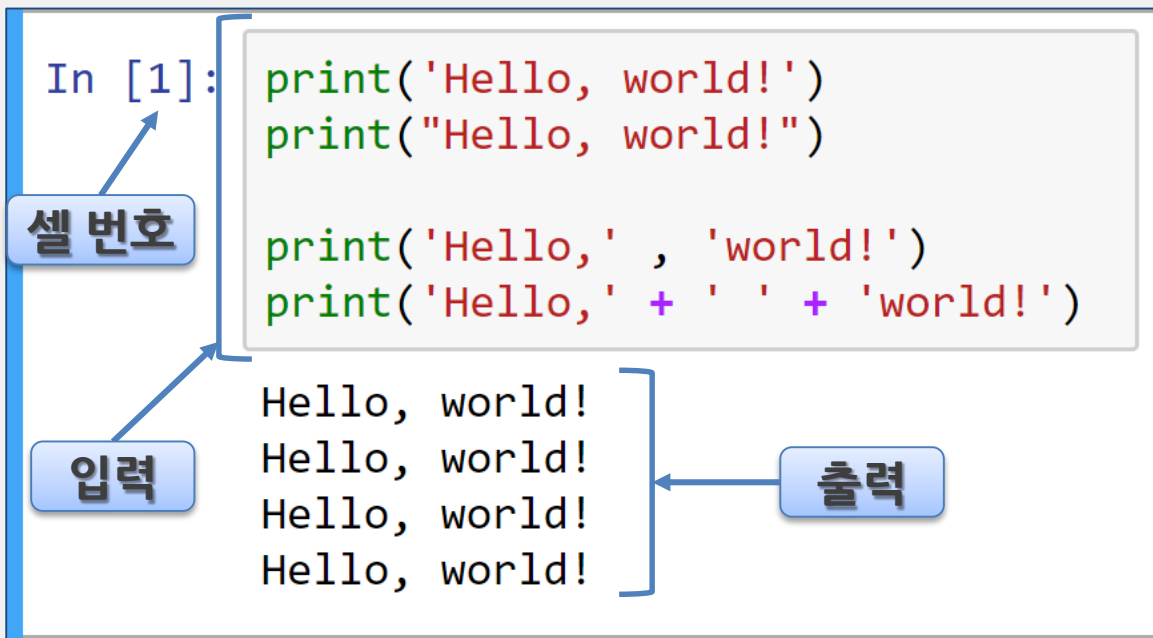 In [1]:
print('Hello, world!')
print("Hello, world!")
print('Hello,' , 'world!')
print('Hello,' + ' ' + 'world!')
셀 번호
입력
Hello, world!
Hello, world!
Hello, world!
Hello, world!
출력